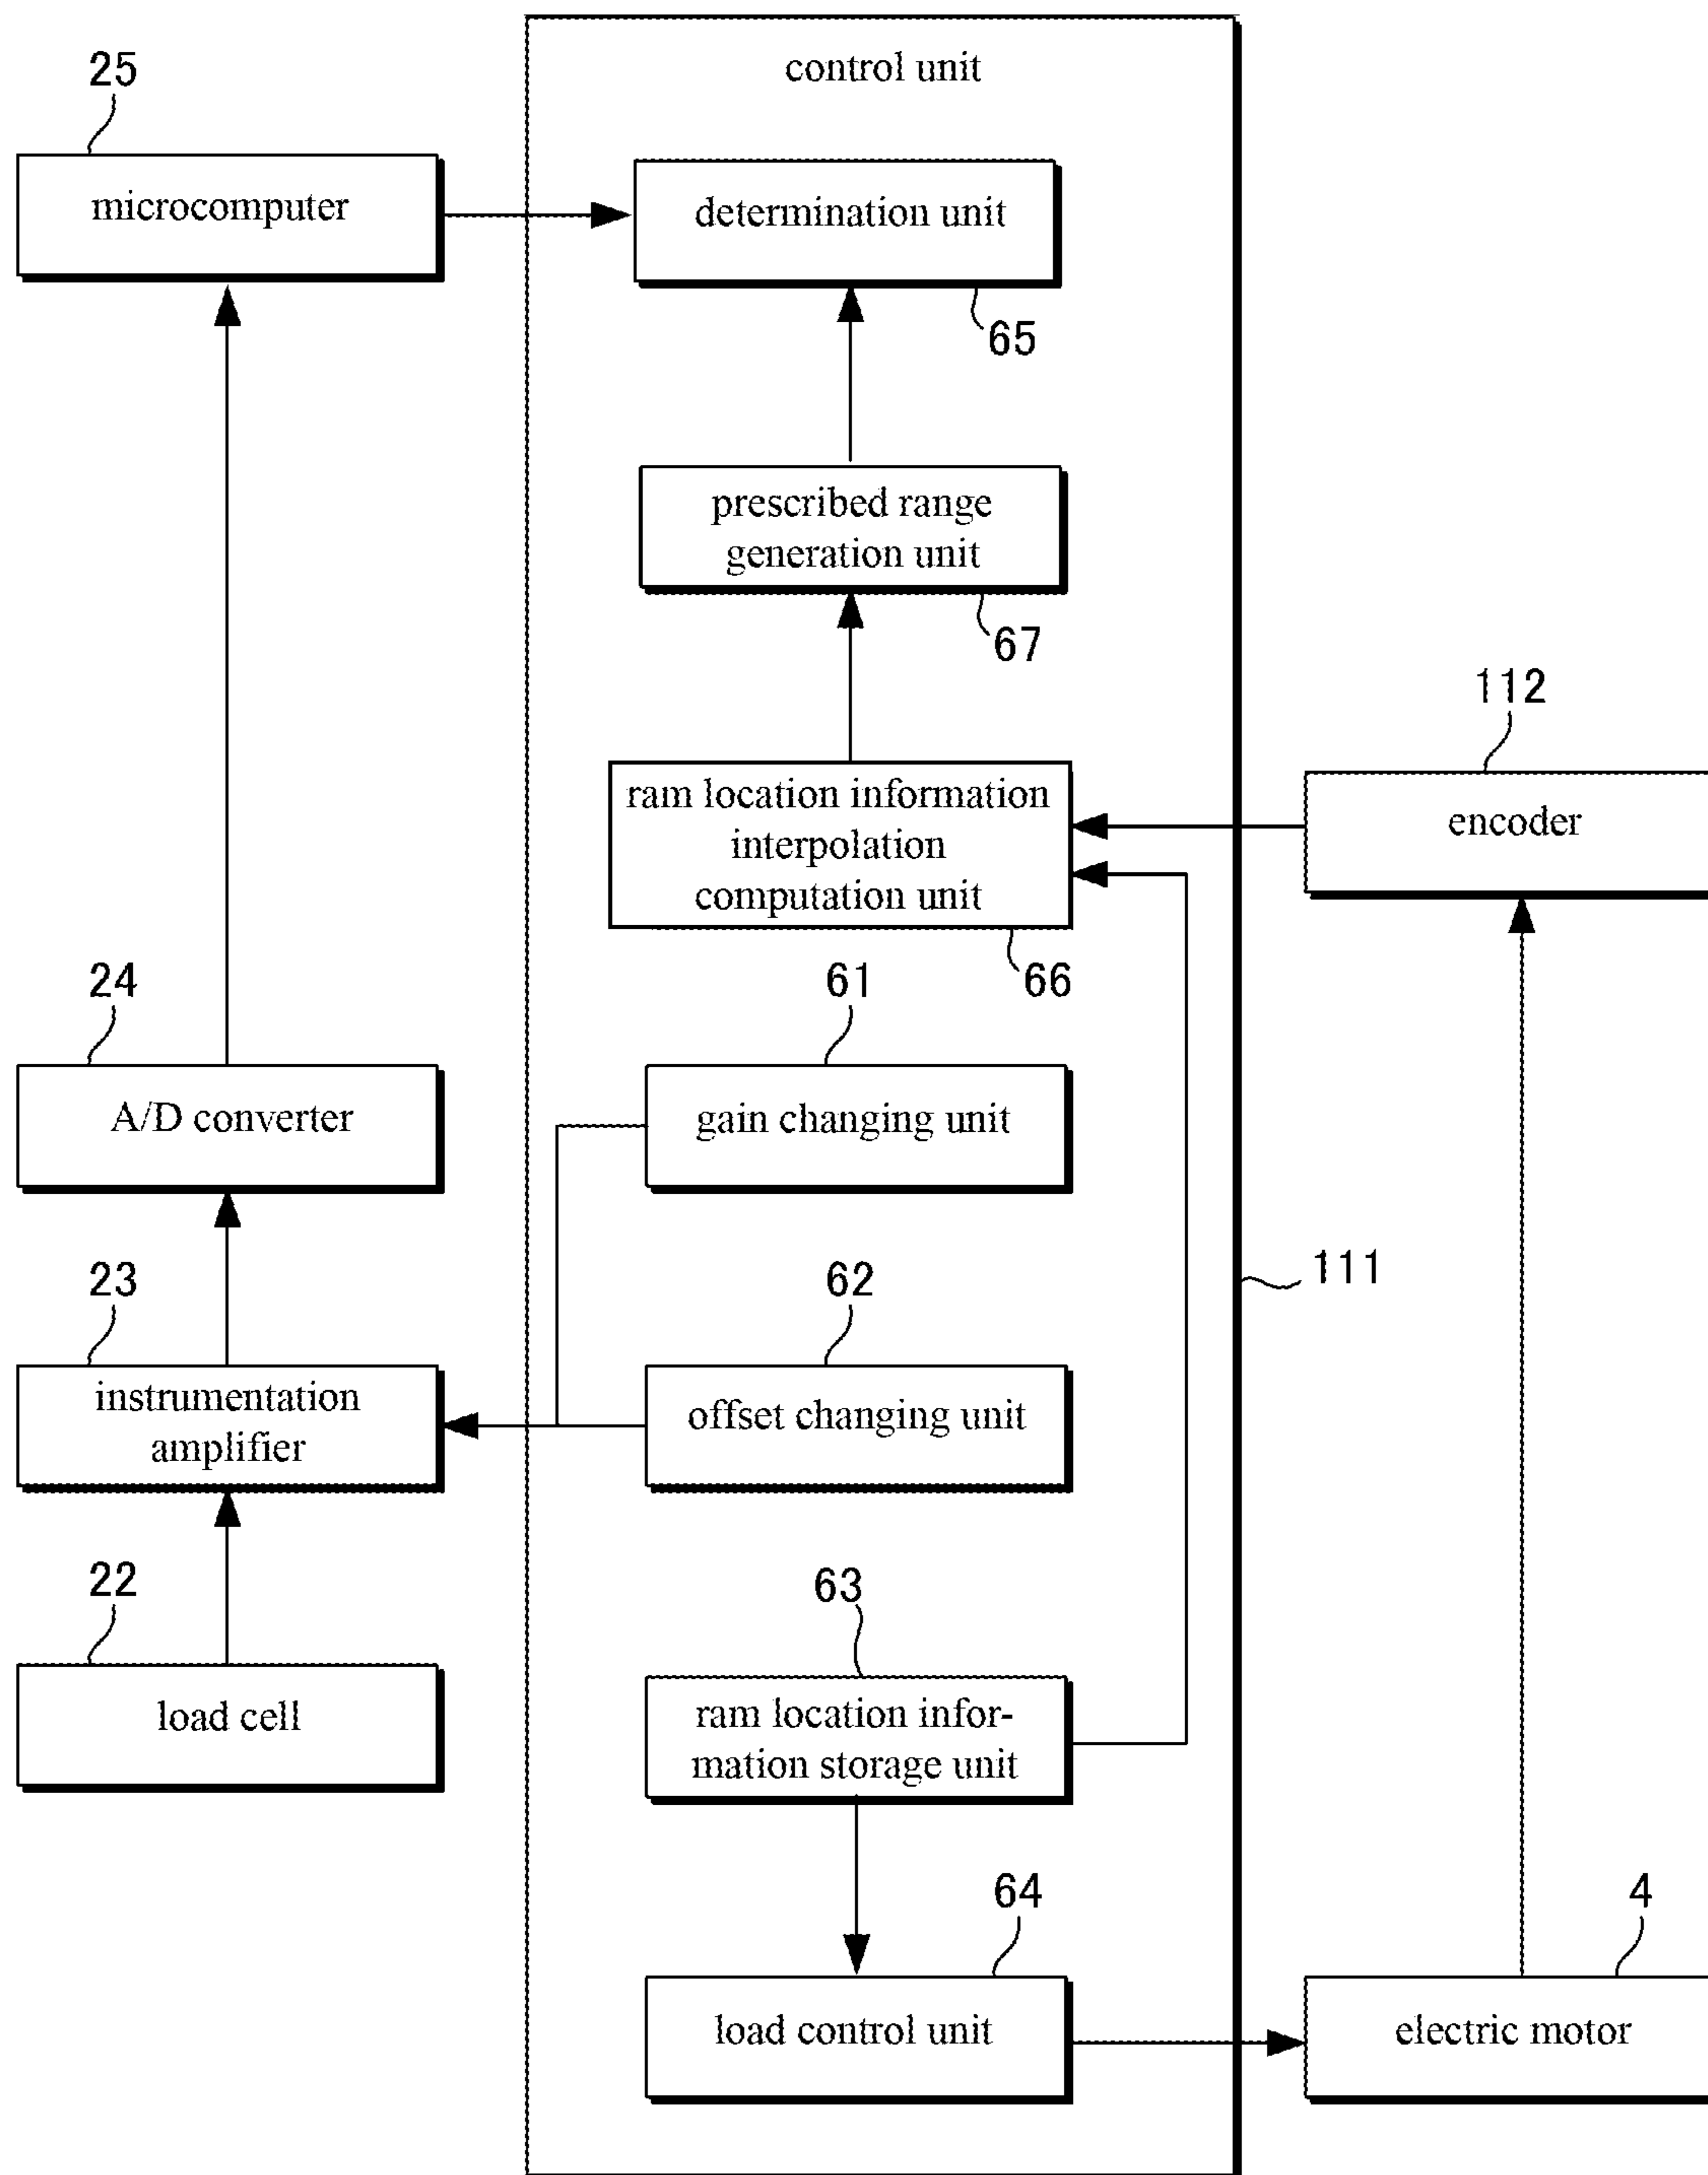 control unit
25
microcomputer
determination unit
65
prescribed range
generation unit
67
112
encoder
ram location information
interpolation
computation unit
66
24
A/D converter
61
gain changing unit
111
23
instrumentation
amplifier
62
offset changing unit
22
load cell
63
ram location infor-
mation storage unit
64
load control unit
4
electric motor